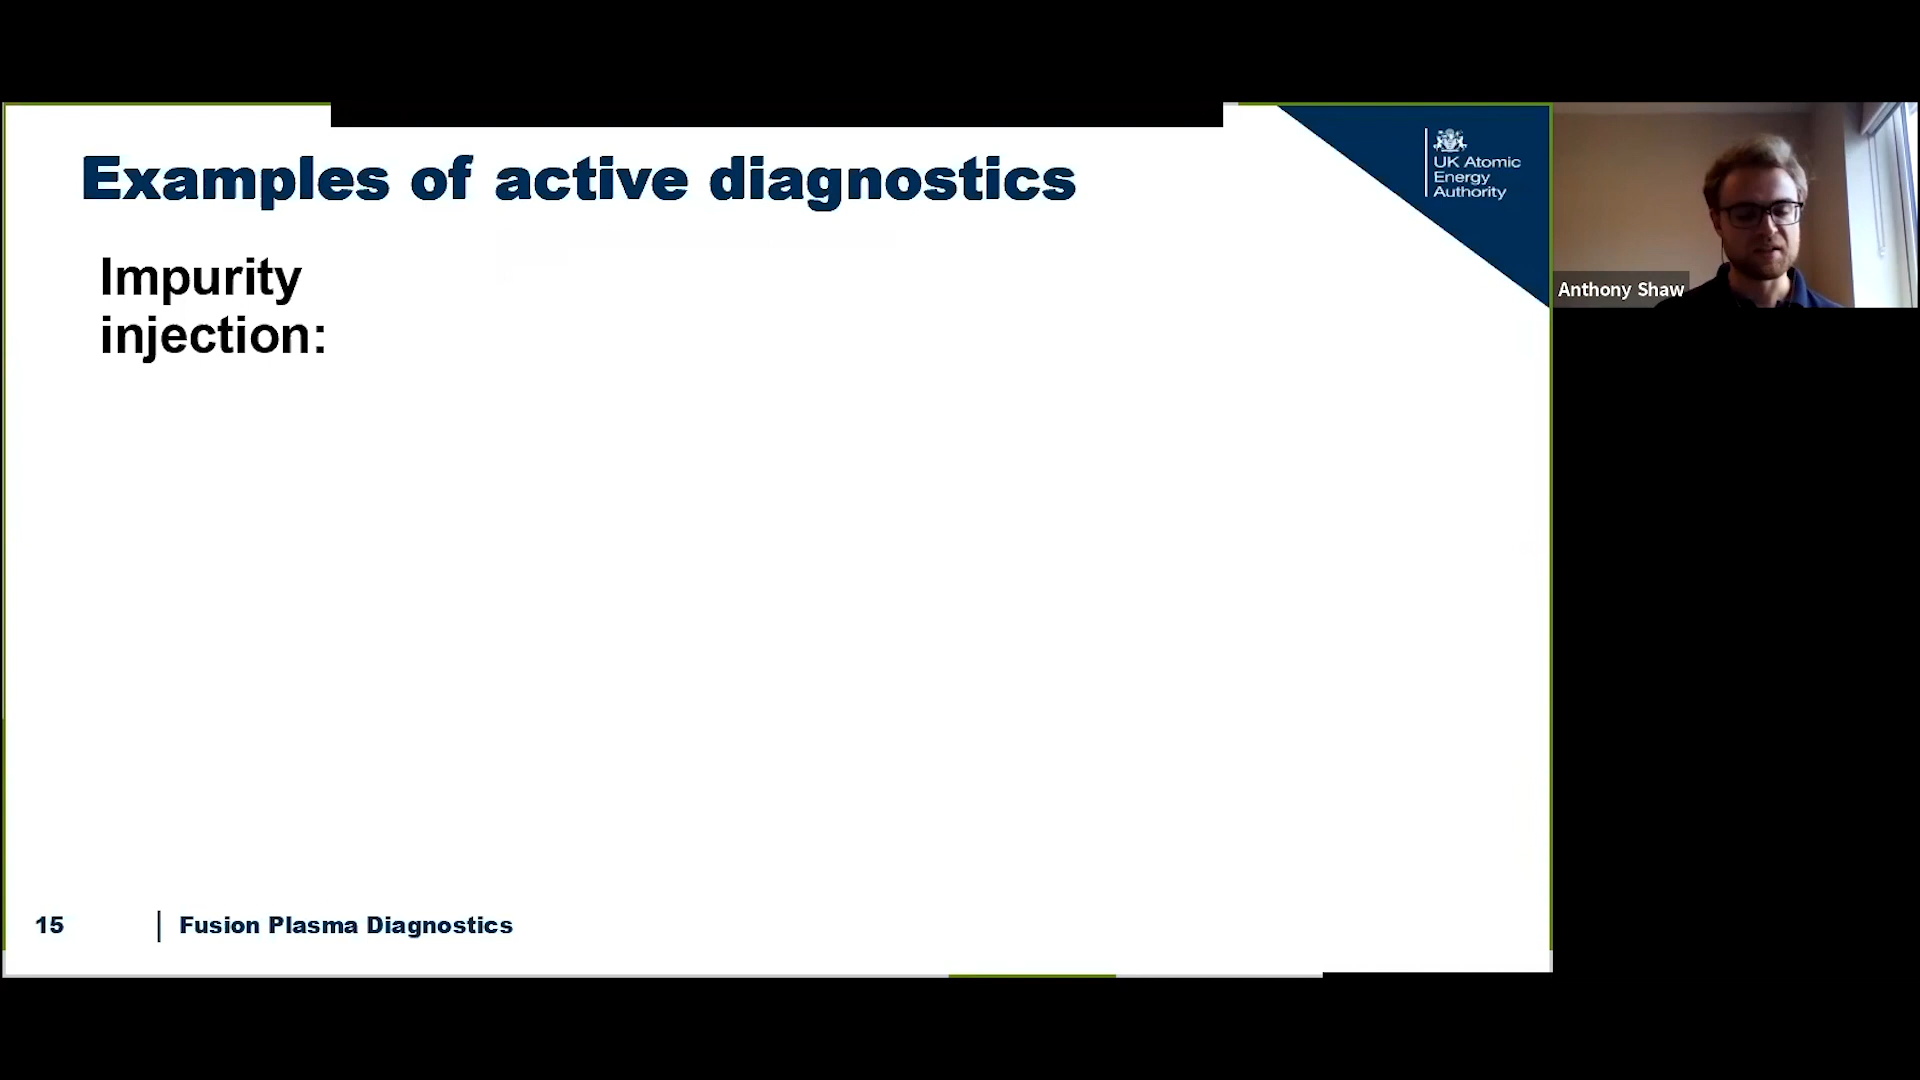 Examples of active diagnostics
UK Atomic
Energy
Authority
Impurity
injection:
Anthony Shaw
15
Fusion Plasma Diagnostics